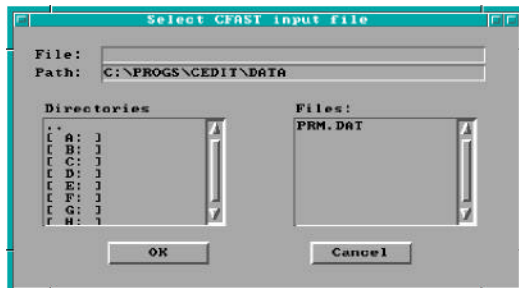 Select CFAST input file
File:
Path: C:\PROGS\CEDIT\DATA
Directories
..
[ A: ]
[ B: ]
[ C: ]
[ D: ]
[ E: ]
[ F: ]
[ G: ]
[ H: ]
Files:
PRM.DAT
OK
Cancel